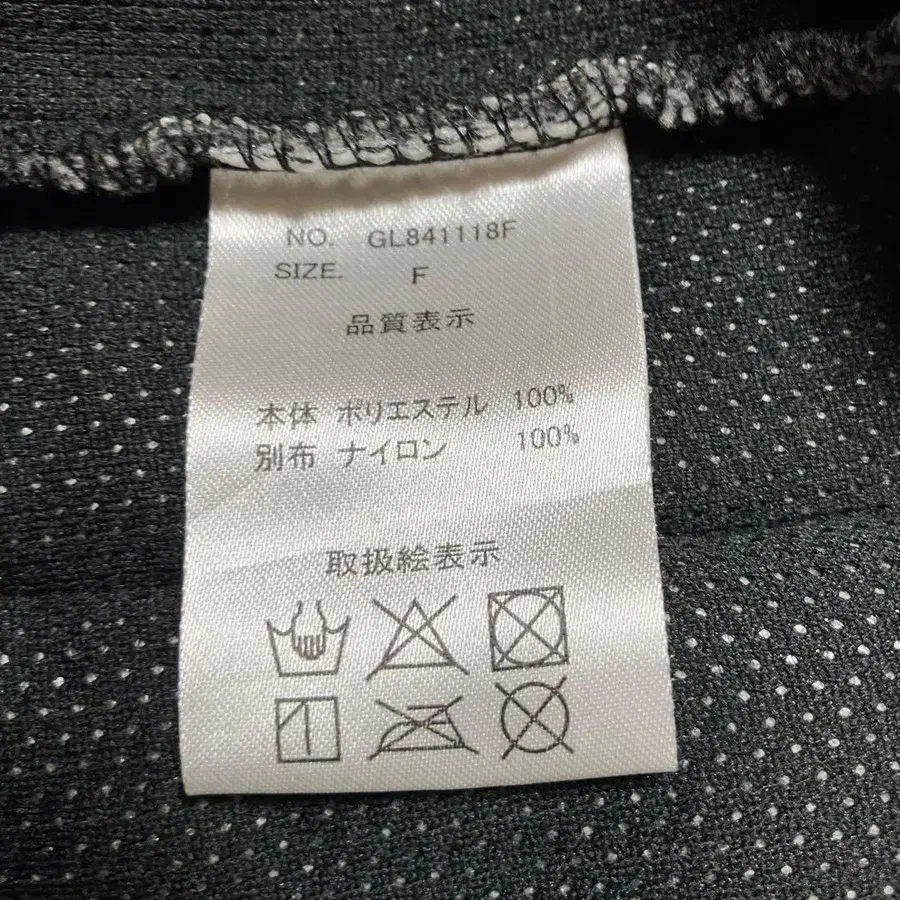 NO. GL841118F
SIZE. F
品質表示
本体 ポリエステル 100%
別布 ナイロン 100%
取扱絵表示